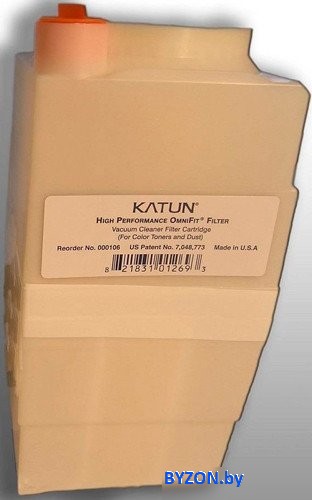 KATUN®
HIGH PERFORMANCE OMNIFIT® FILTER
Vacuum Cleaner Filter Cartridge
(For Color Toners and Dust)
Reorder No. 000106 US Patent No. 7,048,773 Made in U.S.A
8 21831 01269 3
BYZON.by